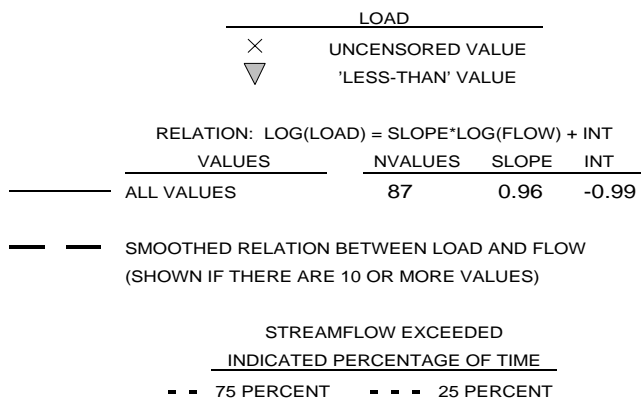 LOAD
UNCENSORED VALUE
'LESS-THAN' VALUE
RELATION: LOG(LOAD) = SLOPE*LOG(FLOW) + INT
VALUES NVALUES SLOPE INT
ALL VALUES 87 0.96 -0.99
SMOOTHED RELATION BETWEEN LOAD AND FLOW
(SHOWN IF THERE ARE 10 OR MORE VALUES)
STREAMFLOW EXCEEDED
INDICATED PERCENTAGE OF TIME
75 PERCENT 25 PERCENT